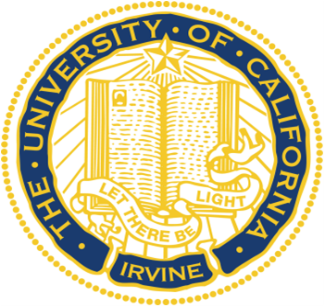 · THE · UNIVERSITY · OF · CALIFORNIA ·
LET THERE BE LIGHT
IRVINE